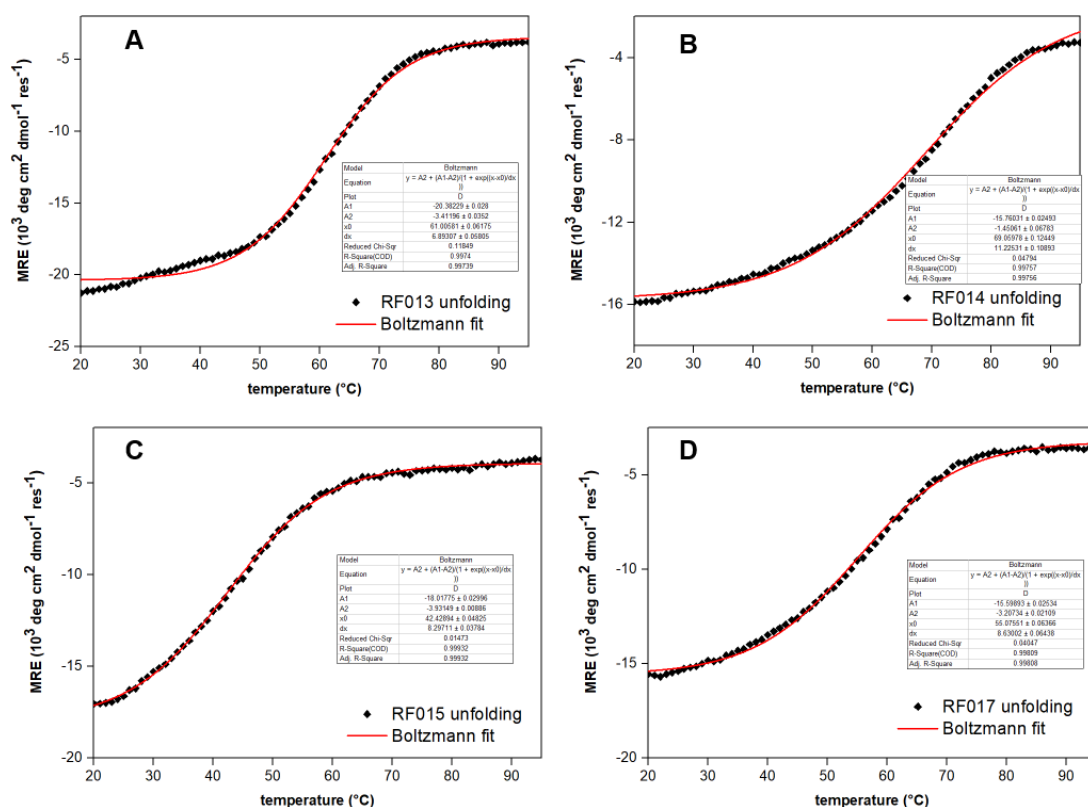 A
MRE (10³ deg cm² dmol⁻¹ res⁻¹)
-5
-10
-15
-20
-25
Model Boltzmann
Equation y = A2 + (A1-A2)/(1 + exp((x-x0)/dx))
Plot D
A1 -20.38229 ± 0.028
A2 -3.41196 ± 0.0352
x0 61.00581 ± 0.06175
dx 6.89307 ± 0.05805
Reduced Chi-Sqr 0.11849
R-Square(COD) 0.9974
Adj. R-Square 0.99739
RF013 unfolding
Boltzmann fit
20 30 40 50 60 70 80 90
temperature (°C)
B
MRE (10³ deg cm² dmol⁻¹ res⁻¹)
-4
-8
-12
-16
Model Boltzmann
Equation y = A2 + (A1-A2)/(1 + exp((x-x0)/dx))
Plot D
A1 -15.76031 ± 0.02493
A2 -1.45061 ± 0.06783
x0 69.05978 ± 0.12449
dx 11.22531 ± 0.10893
Reduced Chi-Sqr 0.04794
R-Square(COD) 0.99757
Adj. R-Square 0.99756
RF014 unfolding
Boltzmann fit
20 30 40 50 60 70 80 90
temperature (°C)
C
MRE (10³ deg cm² dmol⁻¹ res⁻¹)
-5
-10
-15
-20
Model Boltzmann
Equation y = A2 + (A1-A2)/(1 + exp((x-x0)/dx))
Plot D
A1 -18.01775 ± 0.02996
A2 -3.93149 ± 0.00886
x0 42.42894 ± 0.04825
dx 8.29711 ± 0.03784
Reduced Chi-Sqr 0.01473
R-Square(COD) 0.99932
Adj. R-Square 0.99932
RF015 unfolding
Boltzmann fit
20 30 40 50 60 70 80 90
temperature (°C)
D
MRE (10³ deg cm² dmol⁻¹ res⁻¹)
-5
-10
-15
-20
Model Boltzmann
Equation y = A2 + (A1-A2)/(1 + exp((x-x0)/dx))
Plot D
A1 -15.59893 ± 0.02534
A2 -3.20734 ± 0.02109
x0 55.07551 ± 0.06366
dx 8.63002 ± 0.06438
Reduced Chi-Sqr 0.04047
R-Square(COD) 0.99809
Adj. R-Square 0.99808
RF017 unfolding
Boltzmann fit
20 30 40 50 60 70 80 90
temperature (°C)